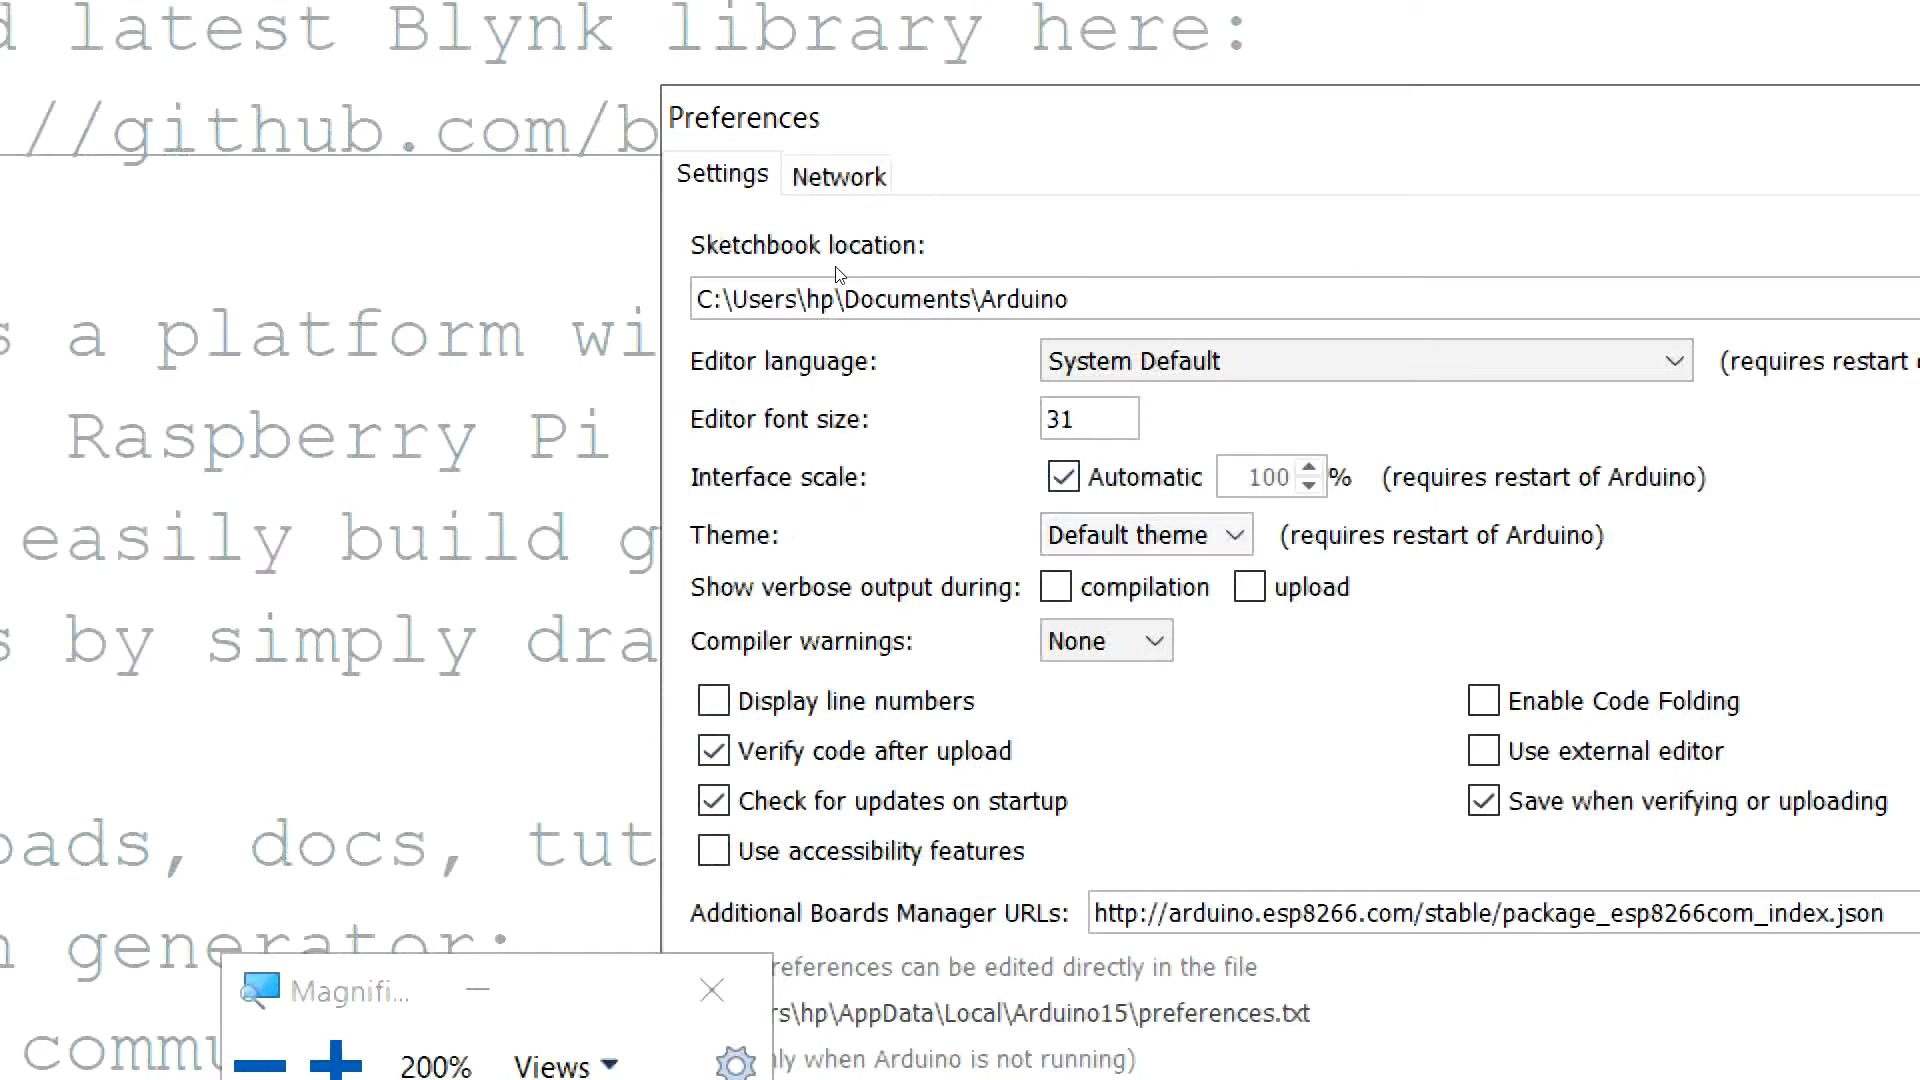 latest Blynk library here:
//github.com/b
a platform wi
Raspberry Pi
easily build g
by simply dra
oads, docs, tut
generator:
commu
Preferences
Settings Network
Sketchbook location:
C:\Users\hp\Documents\Arduino
Editor language: System Default (requires restart
Editor font size: 31
Interface scale: Automatic 100 % (requires restart of Arduino)
Theme: Default theme (requires restart of Arduino)
Show verbose output during: compilation upload
Compiler warnings: None
Display line numbers Enable Code Folding
Verify code after upload Use external editor
Check for updates on startup Save when verifying or uploading
Use accessibility features
Additional Boards Manager URLs: http://arduino.esp8266.com/stable/package_esp8266com_index.json
references can be edited directly in the file
rs\hp\AppData\Local\Arduino15\preferences.txt
ly when Arduino is not running)
Magnifi...
200% Views